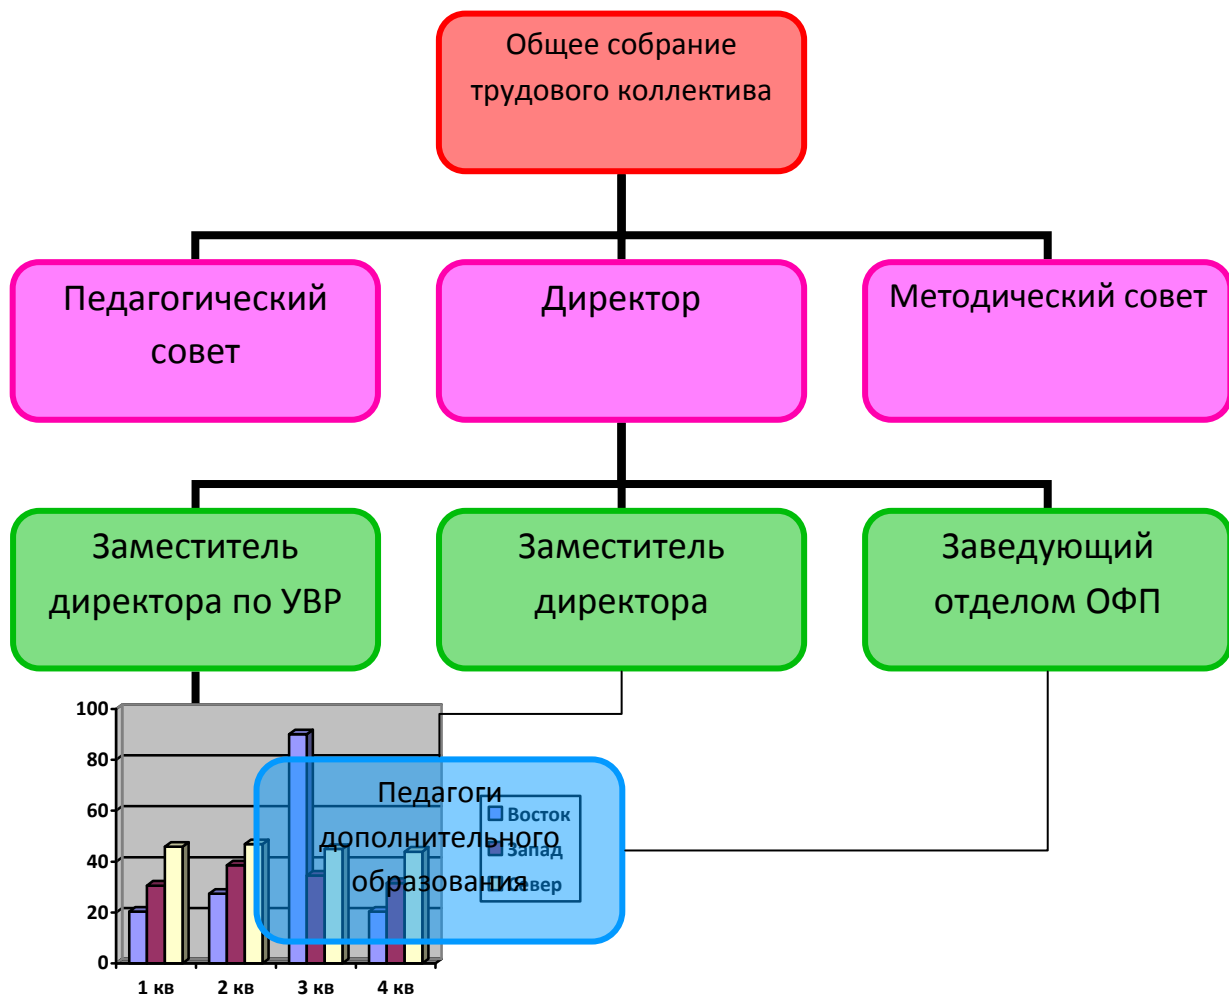 Общее собрание
трудового коллектива
Педагогический
совет
Директор
Методический совет
Заместитель
директора по УВР
Заместитель
директора
Заведующий
отделом ОФП
100
80
60
40
20
0
1 кв
2 кв
3 кв
4 кв
Педагоги
дополнительного
образования
Восток
Запад
Север